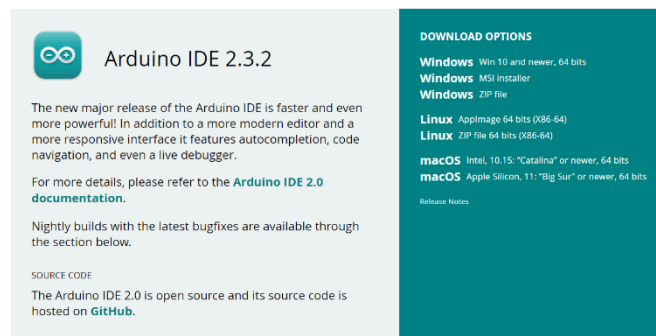 Arduino IDE 2.3.2
The new major release of the Arduino IDE is faster and even
more powerful! In addition to a more modern editor and a
more responsive interface it features autocompletion, code
navigation, and even a live debugger.
For more details, please refer to the Arduino IDE 2.0
documentation.
Nightly builds with the latest bugfixes are available through
the section below.
SOURCE CODE
The Arduino IDE 2.0 is open source and its source code is
hosted on GitHub.
DOWNLOAD OPTIONS
Windows Win 10 and newer, 64 bits
Windows MSI installer
Windows ZIP file
Linux AppImage 64 bits (X86-64)
Linux ZIP file 64 bits (X86-64)
macOS Intel, 10.15: “Catalina” or newer, 64 bits
macOS Apple Silicon, 11: “Big Sur” or newer, 64 bits
Release Notes